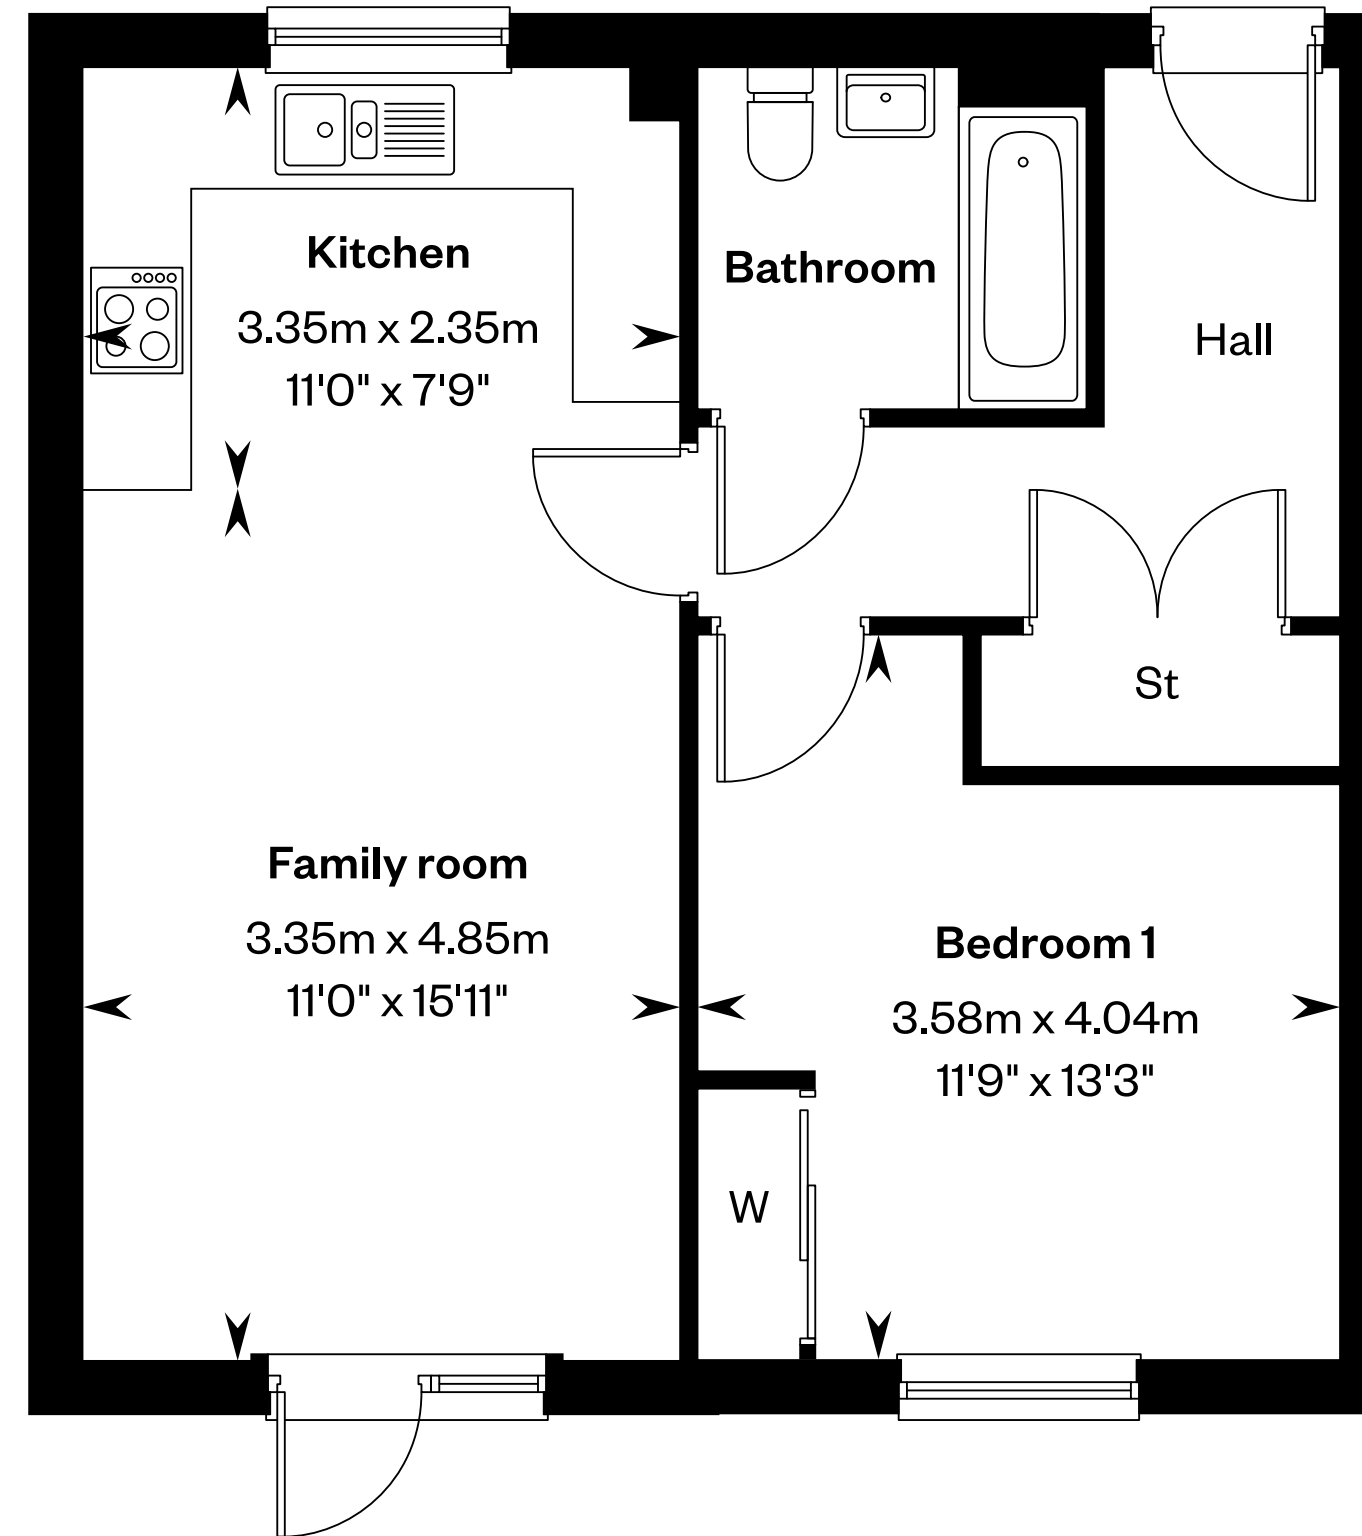 Kitchen
3.35m x 2.35m
11'0" x 7'9"
Bathroom
Hall
St
Family room
3.35m x 4.85m
11'0" x 15'11"
Bedroom 1
3.58m x 4.04m
11'9" x 13'3"
W